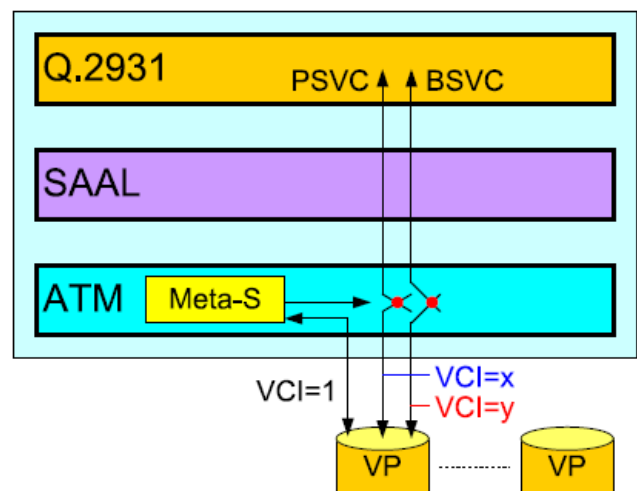 Q.2931
PSVC
BSVC
SAAL
ATM
Meta-S
VCI=1
VCI=x
VCI=y
VP
VP